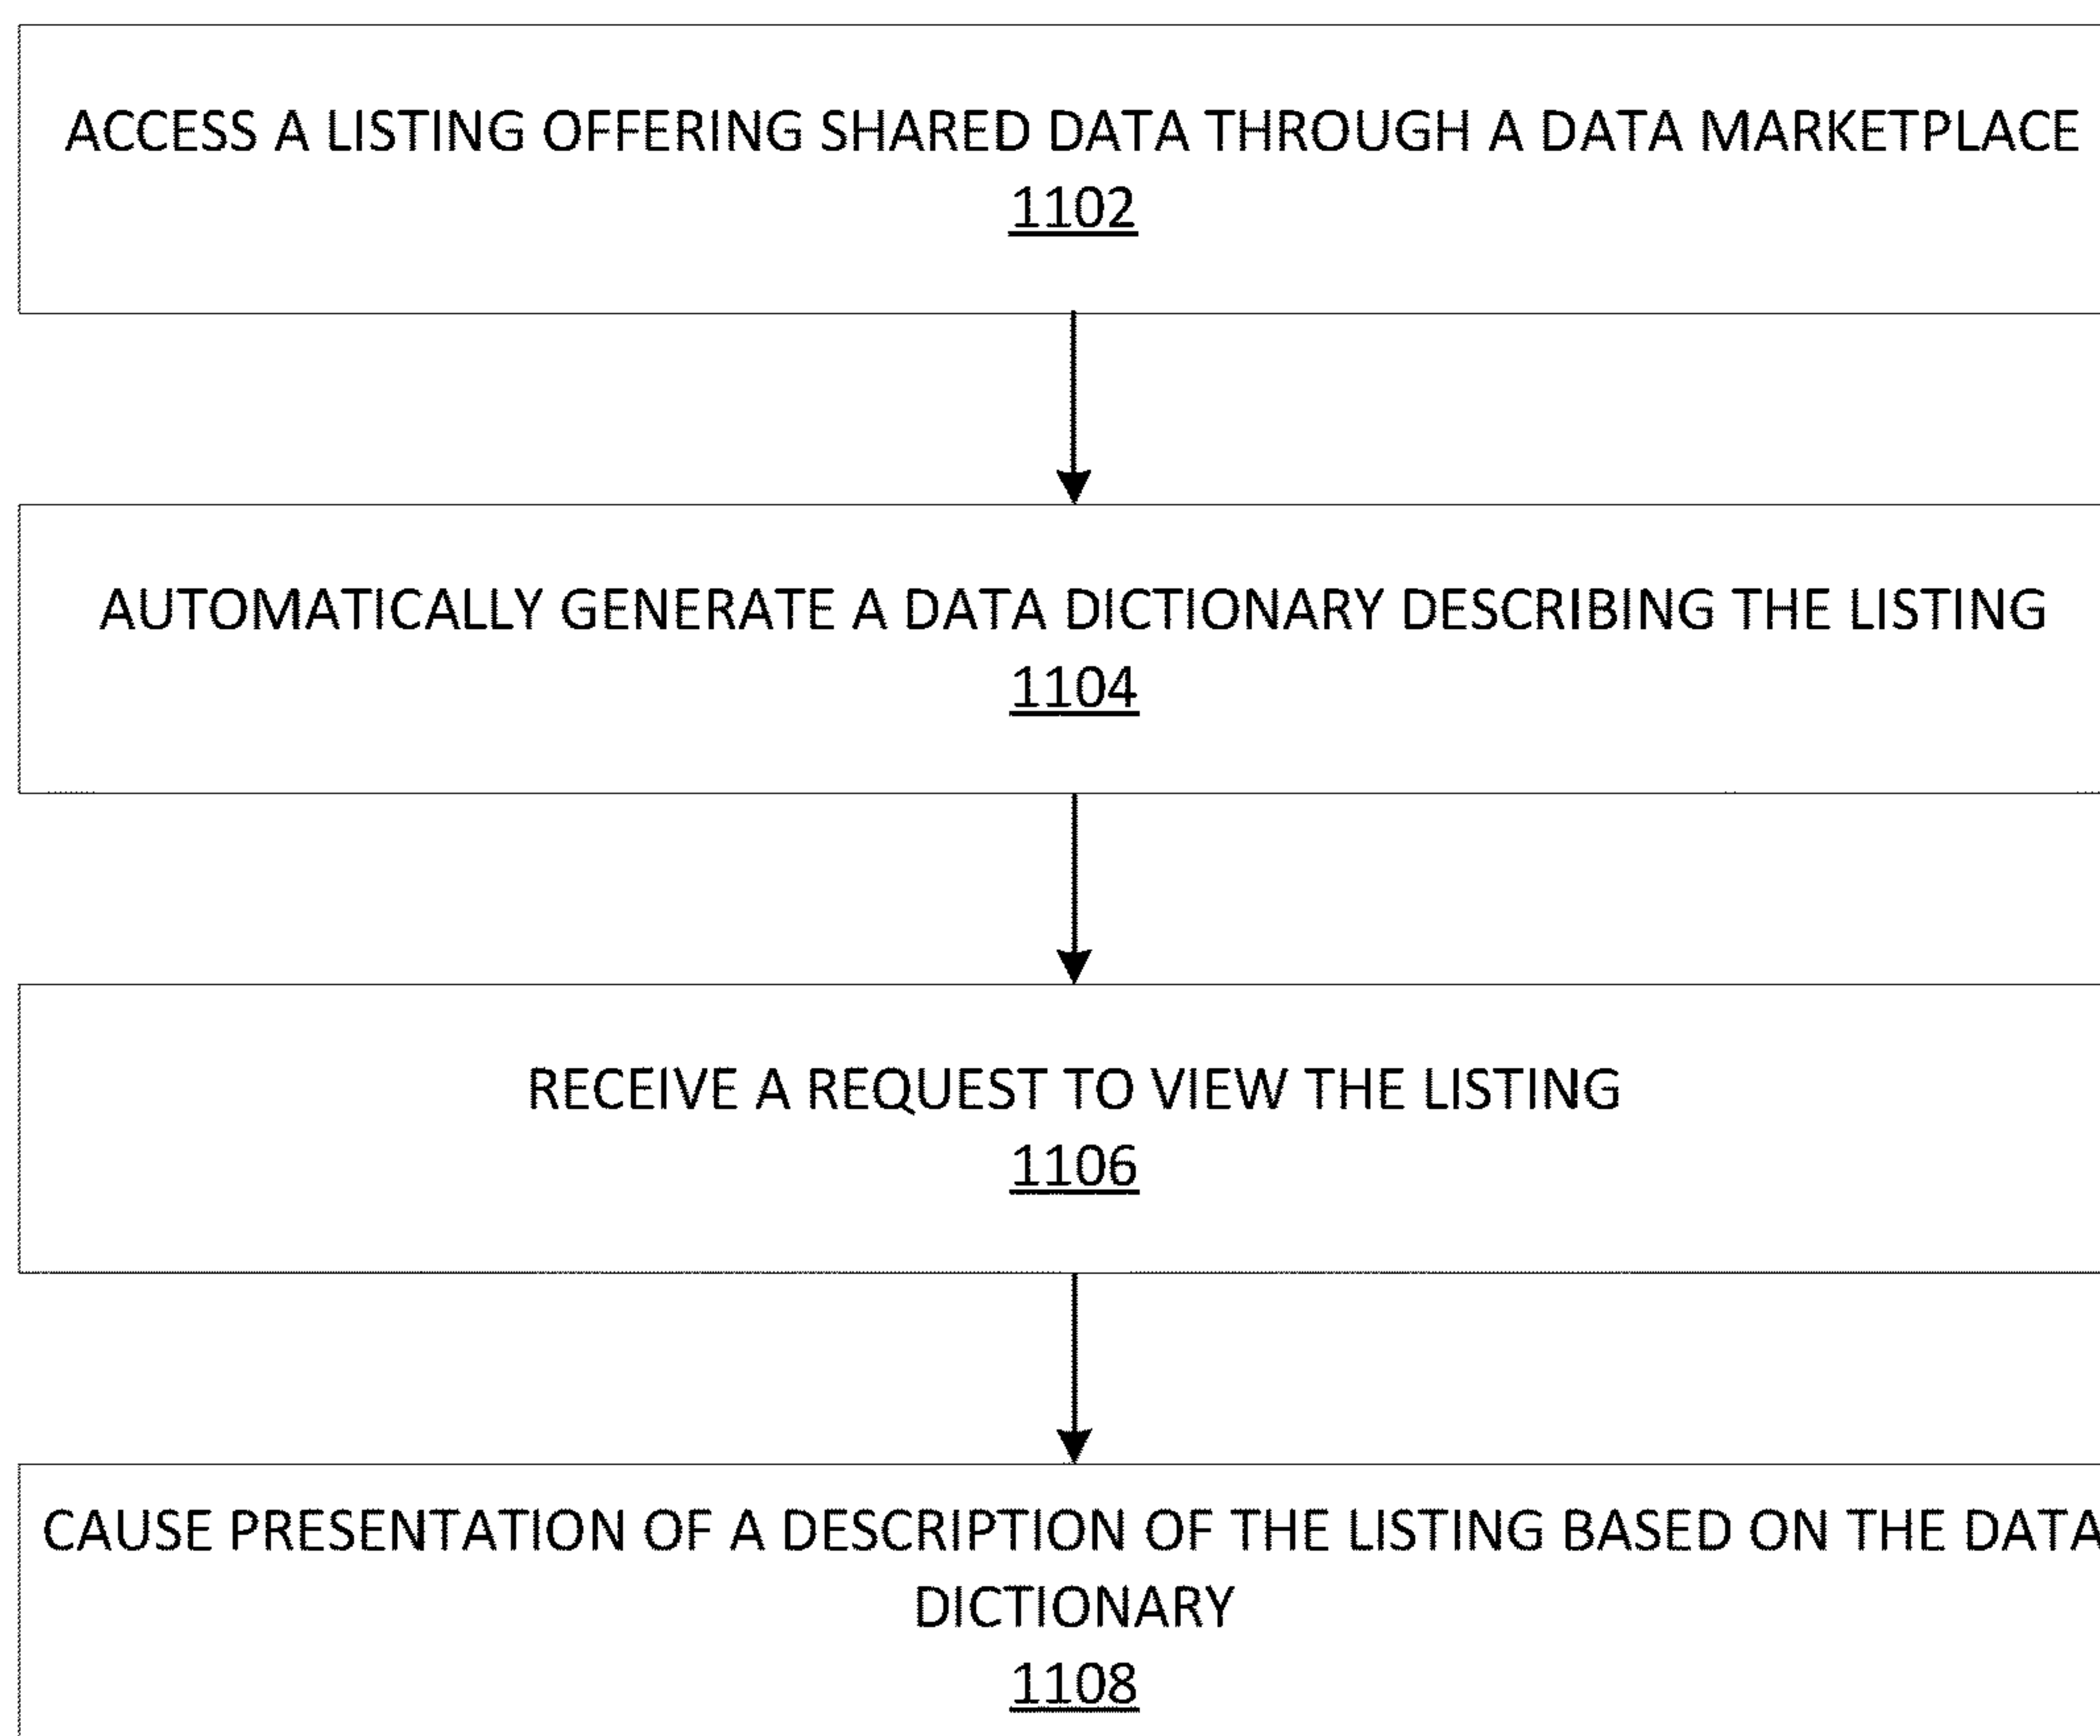 ACCESS A LISTING OFFERING SHARED DATA THROUGH A DATA MARKETPLACE
1102
AUTOMATICALLY GENERATE A DATA DICTIONARY DESCRIBING THE LISTING
1104
RECEIVE A REQUEST TO VIEW THE LISTING
1106
CAUSE PRESENTATION OF A DESCRIPTION OF THE LISTING BASED ON THE DATA
DICTIONARY
1108